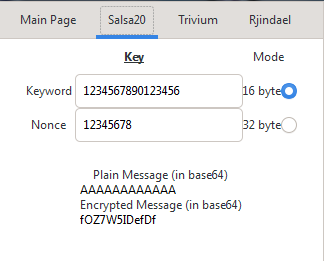 Main Page Salsa20 Trivium Rjindael
Key Mode
Keyword 1234567890123456 16 byte
Nonce 12345678 32 byte
Plain Message (in base64)
AAAAAAAAAAAA
Encrypted Message (in base64)
fOZ7W5IDefDf